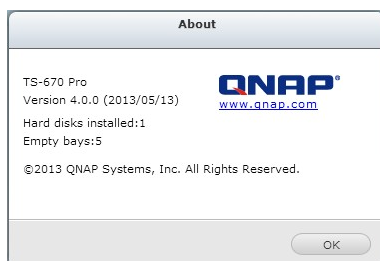 About
TS-670 Pro
Version 4.0.0 (2013/05/13)
Hard disks installed:1
Empty bays:5
QNAP®
www.qnap.com
©2013 QNAP Systems, Inc. All Rights Reserved.
OK